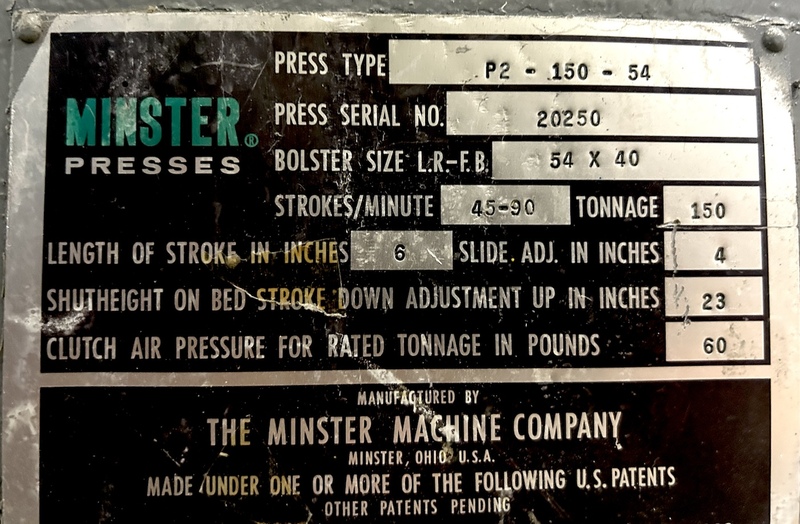 MINSTER®
PRESSES
PRESS TYPE P2 - 150 - 54
PRESS SERIAL NO. 20250
BOLSTER SIZE L.R.-F.B 54 X 40
STROKES/MINUTE 45-90 TONNAGE 150
LENGTH OF STROKE IN INCHES 6 SLIDE ADJ. IN INCHES 4
SHUTHEIGHT ON BED STROKE DOWN ADJUSTMENT UP IN INCHES 23
CLUTCH AIR PRESSURE FOR RATED TONNAGE IN POUNDS 60
MANUFACTURED BY
THE MINSTER MACHINE COMPANY
MINSTER, OHIO U.S.A.
MADE UNDER ONE OR MORE OF THE FOLLOWING U.S. PATENTS
OTHER PATENTS PENDING